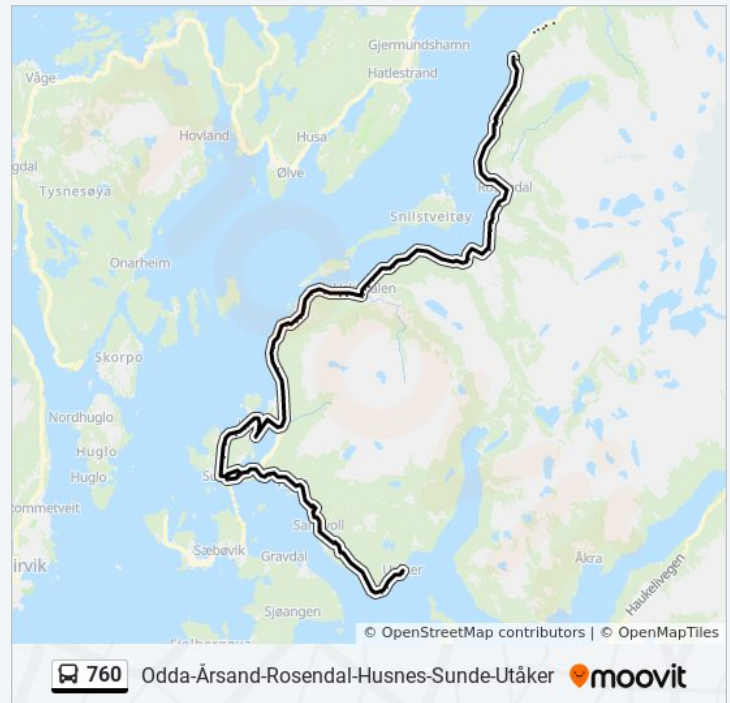 Gjermundshamn
Hatlestrand
Våge
Hovland
Husa
gdal
Ølve
Tysnesøya
Snilstveitøy
Onarheim
Skorpo
Nordhuglo
Huglo
Huglo
ommetveit
Sæbøvik
Gravdal
Åkra
irvik
Sjøangen
Haukelivegen
© OpenStreetMap contributors | © OpenMapTiles
760 Odda-Årsand-Rosendal-Husnes-Sunde-Utåker moovit